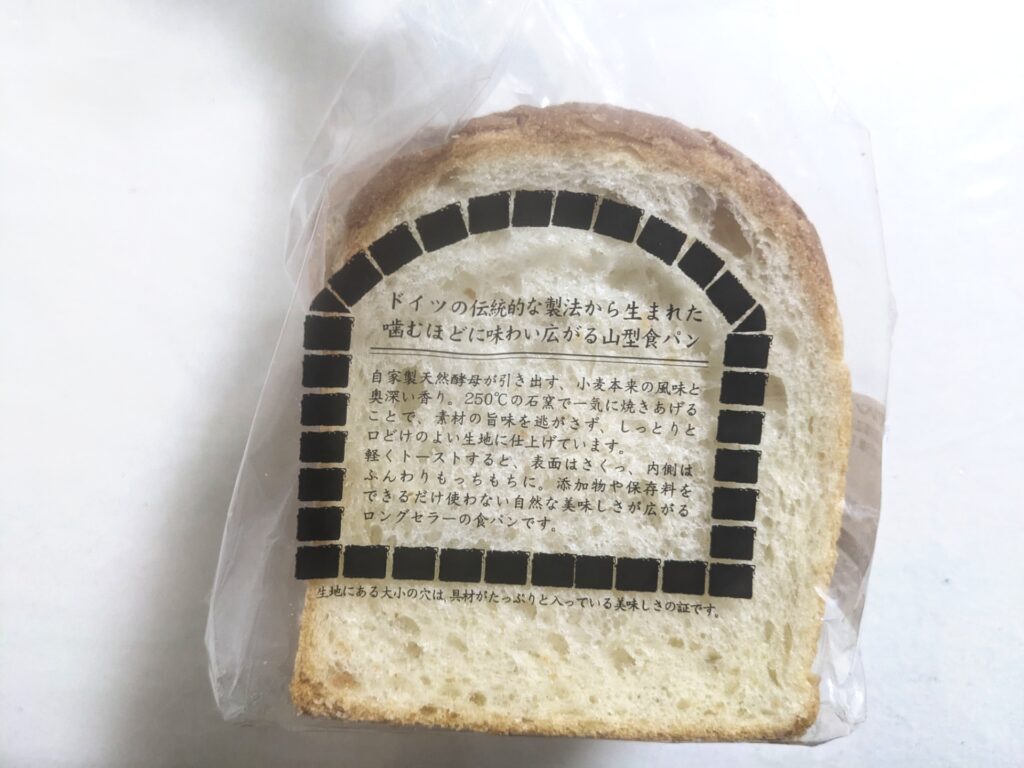 ドイツの伝統的な製法から生まれた
噛むほどに味わい広がる山型食パン
自家製天然酵母が引き出す、小麦本来の風味と
奥深い香り。250℃の石窯で一気に焼きあげる
ことで、素材の旨味を逃がさず、しっとりと
口どけのよい生地に仕上げています。
軽くトーストすると、表面はさくっ、内側は
ふんわりもっちもちに。添加物や保存料を
できるだけ使わない自然な美味しさが広がる
ロングセラーの食パンです。
生地にある大小の穴は、具材がたっぷりと入っている美味しさの証です。